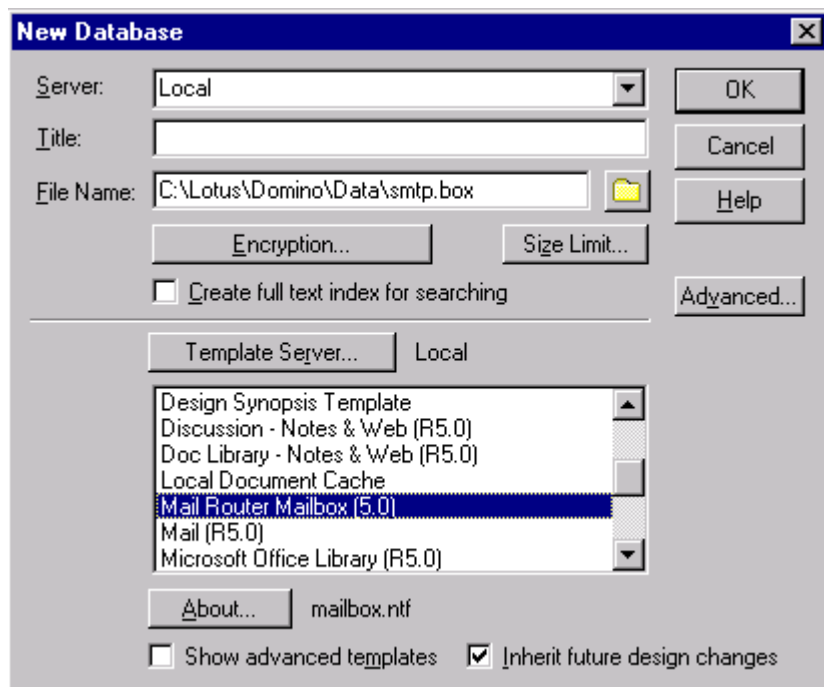 New Database
Server: Local OK
Title: Cancel
File Name: C:\Lotus\Domino\Data\smtp.box Help
Encryption... Size Limit...
Create full text index for searching Advanced...
Template Server... Local
Design Synopsis Template
Discussion - Notes & Web (R5.0)
Doc Library - Notes & Web (R5.0)
Local Document Cache
Mail Router Mailbox (5.0)
Mail (R5.0)
Microsoft Office Library (R5.0)
About... mailbox.ntf
Show advanced templates Inherit future design changes